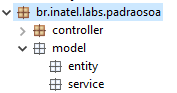 br.inatel.labs.padraosoa
controller
model
entity
service